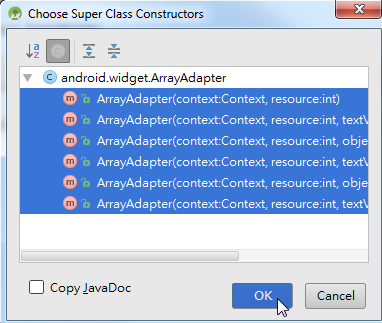 Choose Super Class Constructors
android.widget.ArrayAdapter
ArrayAdapter(context:Context, resource:int)
ArrayAdapter(context:Context, resource:int, textV
ArrayAdapter(context:Context, resource:int, obje
ArrayAdapter(context:Context, resource:int, textV
ArrayAdapter(context:Context, resource:int, obje
ArrayAdapter(context:Context, resource:int, textV
Copy JavaDoc
OK
Cancel